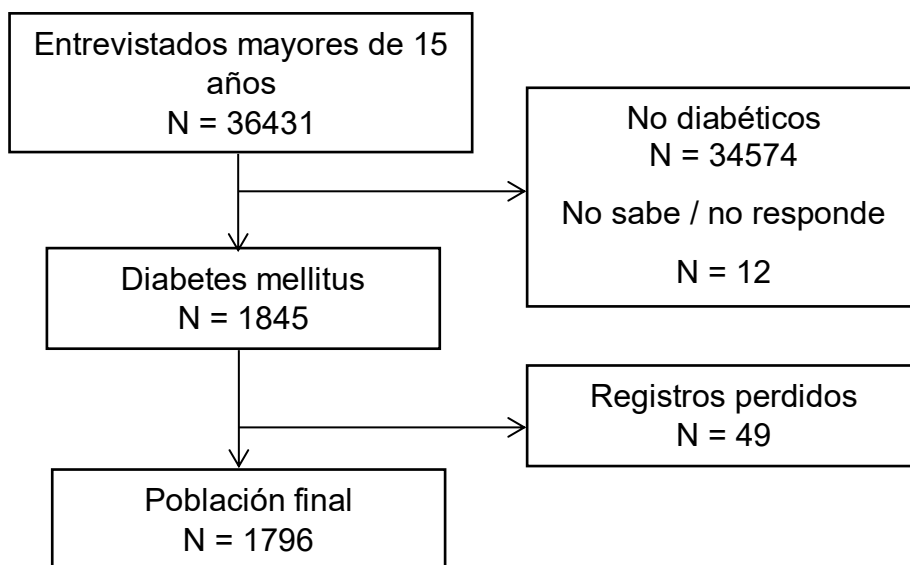 Entrevistados mayores de 15
años
N = 36431
No diabéticos
N = 34574
No sabe / no responde
N = 12
Diabetes mellitus
N = 1845
Registros perdidos
N = 49
Población final
N = 1796